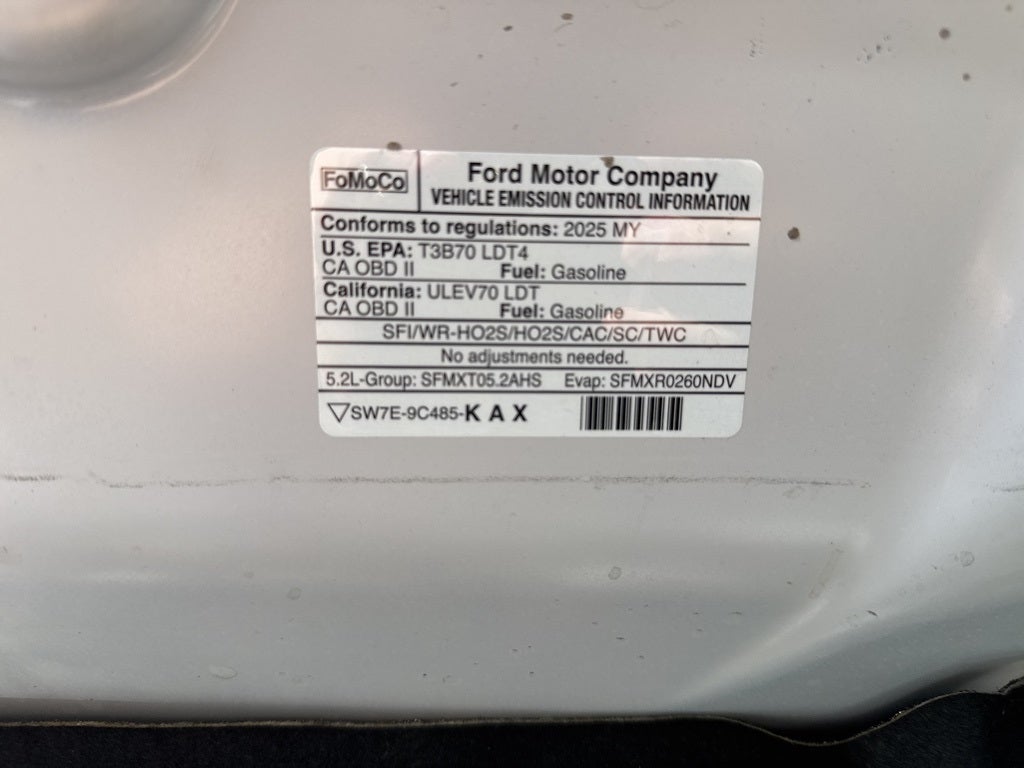 FoMoCo
Ford Motor Company
VEHICLE EMISSION CONTROL INFORMATION
Conforms to regulations: 2025 MY
U.S. EPA: T3B70 LDT4
CA OBD II Fuel: Gasoline
California: ULEV70 LDT
CA OBD II Fuel: Gasoline
SFI/WR-HO2S/HO2S/CAC/SC/TWC
No adjustments needed.
5.2L-Group: SFMXT05.2AHS Evap: SFMXR0260NDV
▽SW7E-9C485-K A X